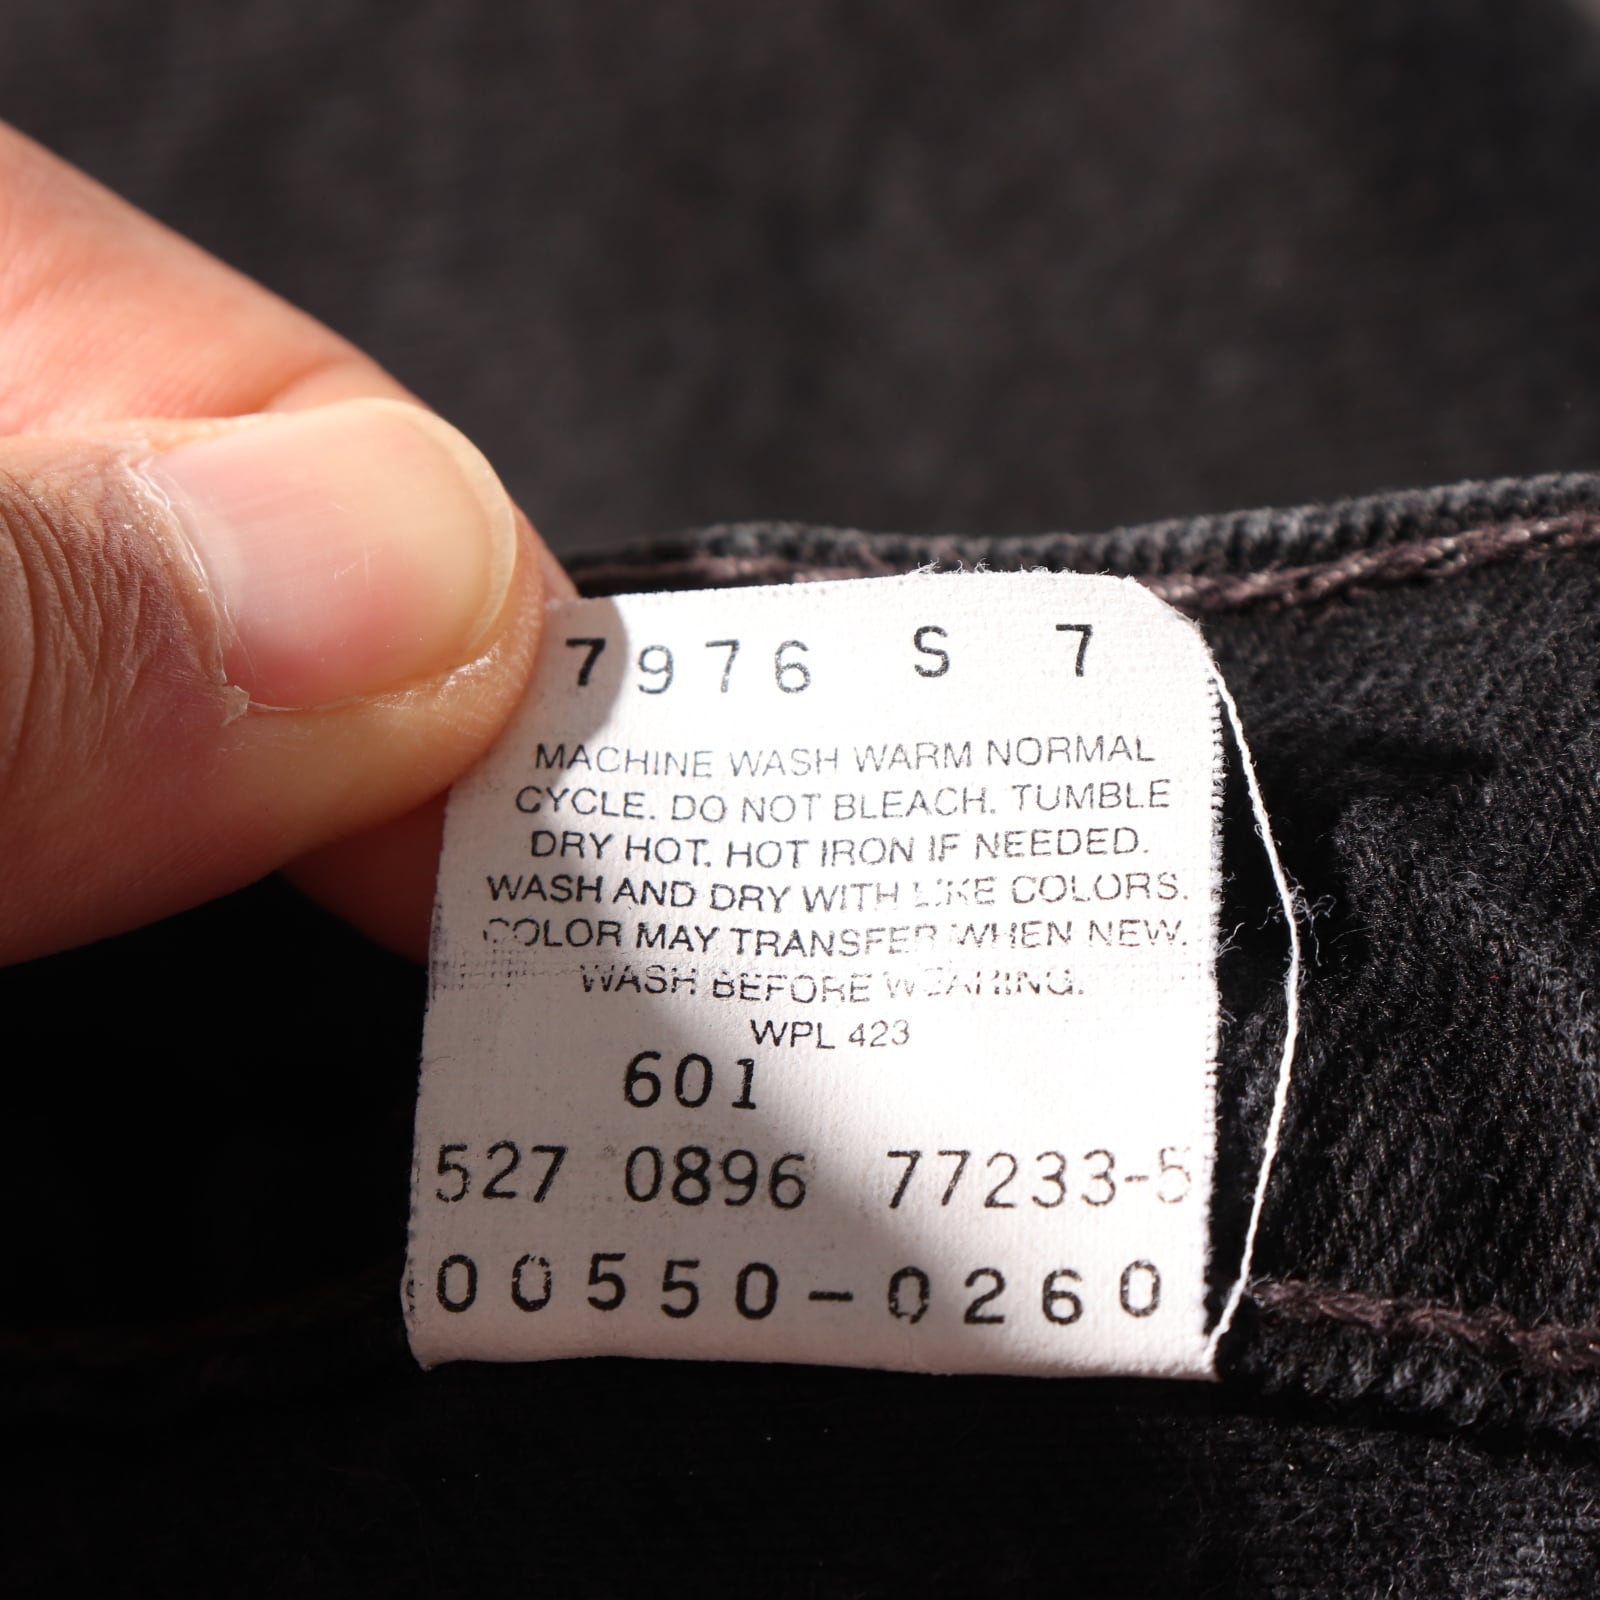 7976 S 7
MACHINE WASH WARM NORMAL
CYCLE. DO NOT BLEACH. TUMBLE
DRY HOT. HOT IRON IF NEEDED.
WASH AND DRY WITH LIKE COLORS.
COLOR MAY TRANSFER WHEN NEW.
WASH BEFORE WEARING.
WPL 423
601
527 0896 77233-5
00550-0260